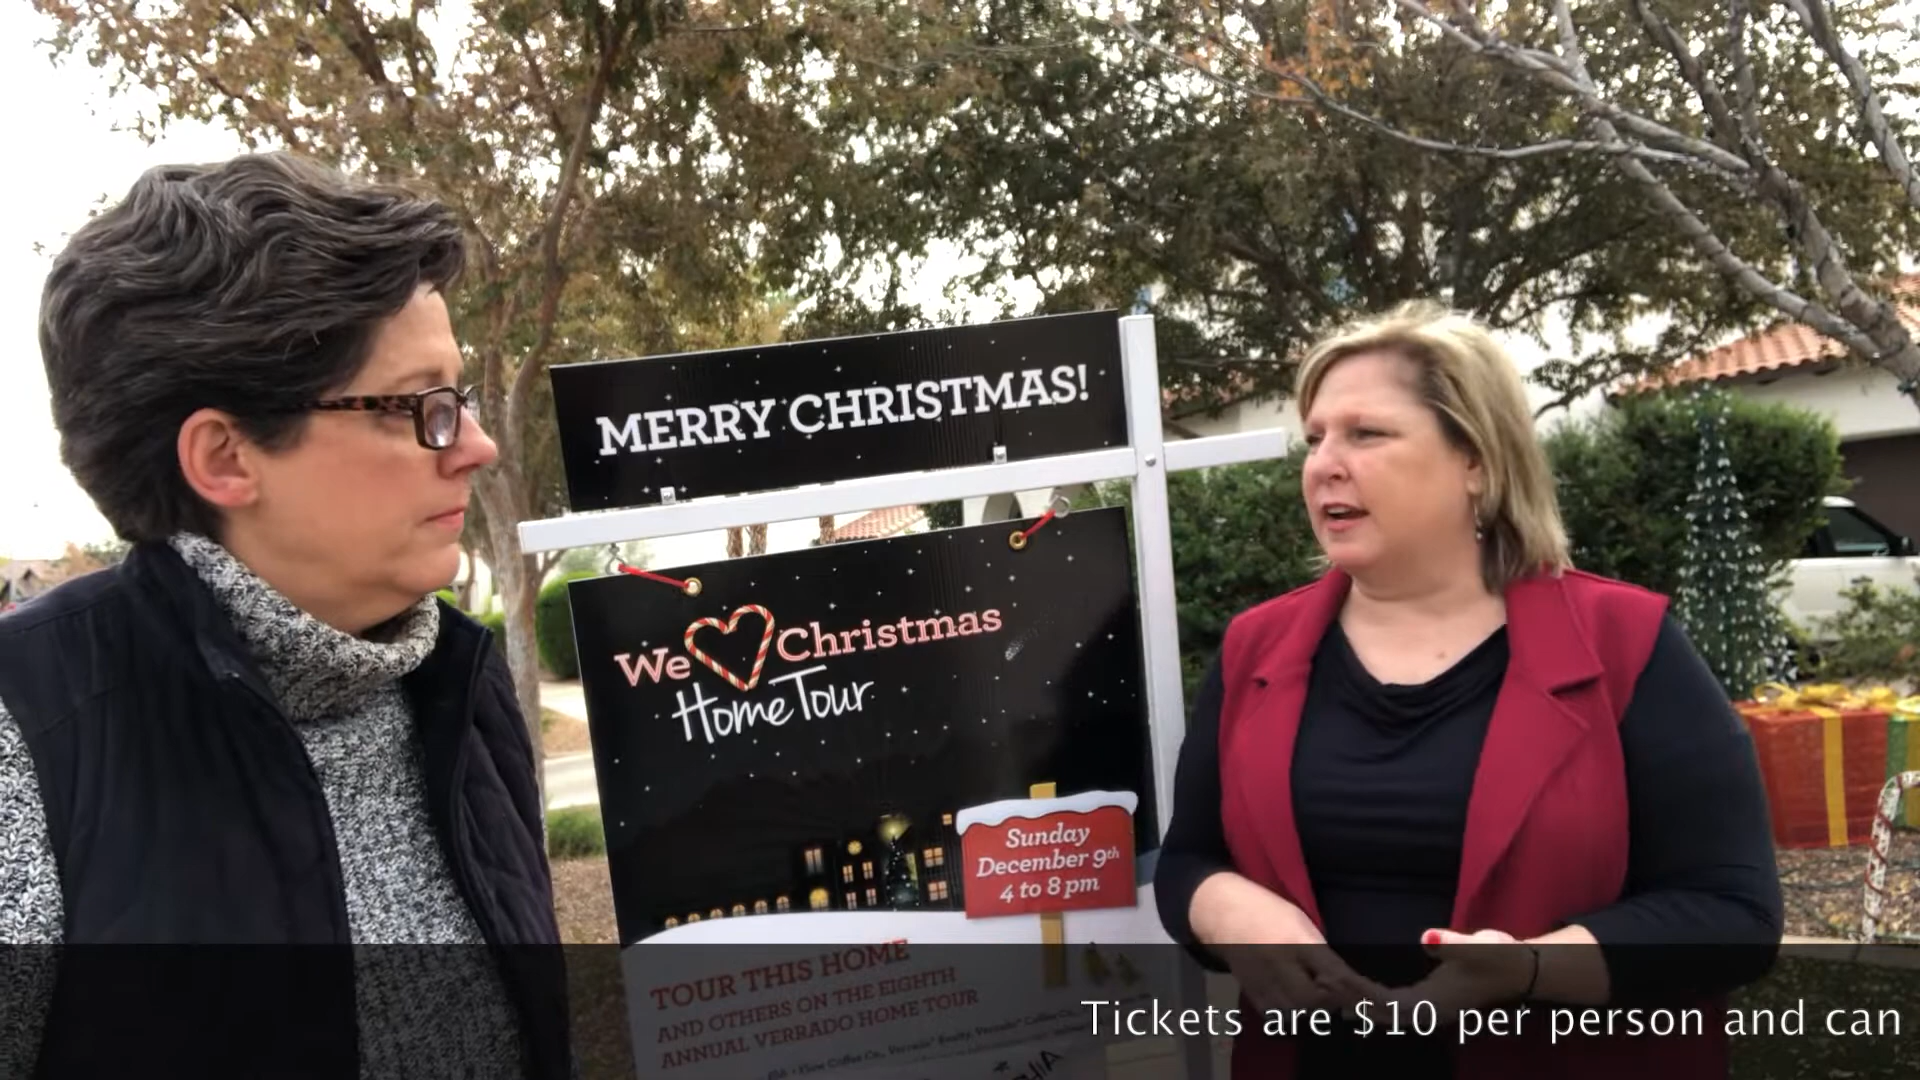 MERRY CHRISTMAS!
We Christmas
Home Tour
Sunday
December 9th
4 to 8 pm
TOUR THIS HOME
AND OTHERS ON THE EIGHTH
ANNUAL VERRADO HOME TOUR
Tickets are $10 per person and can